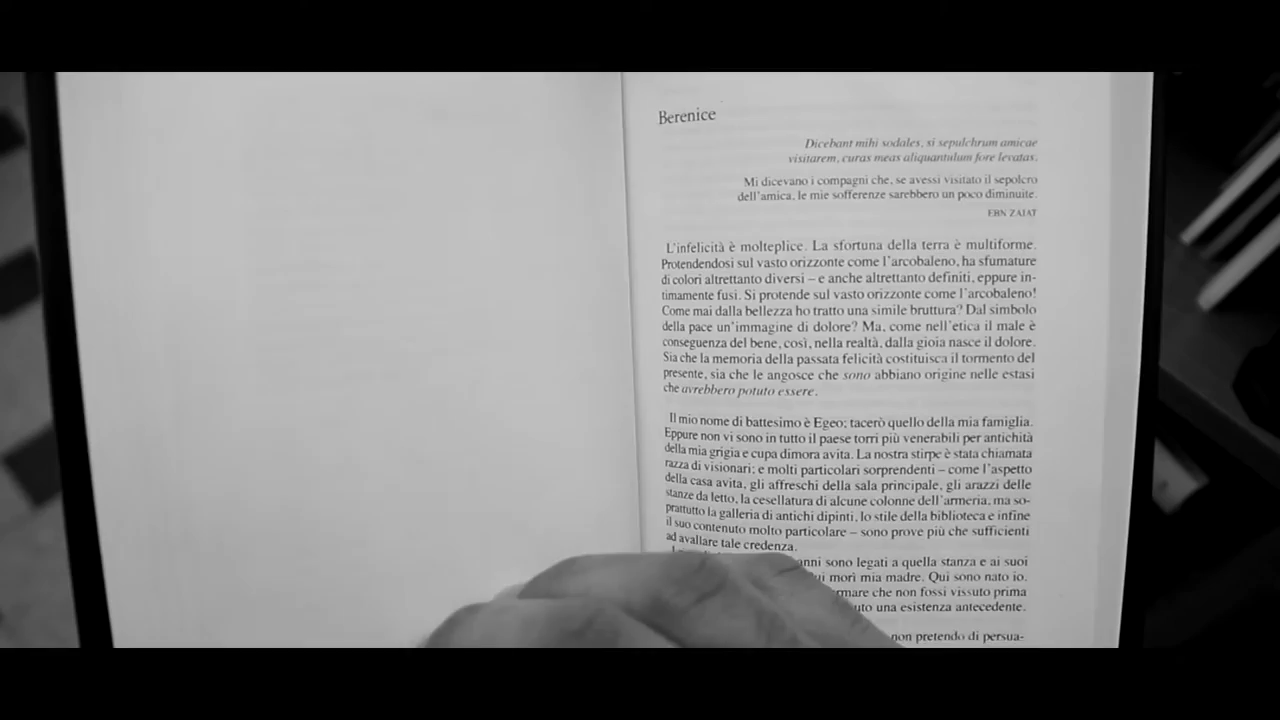 Berenice
Dicebant mihi sodales, si sepulchrum amicae
visitarem, curas meas aliquantulum fore levatas.
Mi dicevano i compagni che, se avessi visitato il sepolcro
dell'amica, le mie sofferenze sarebbero un poco diminuite.
EBN ZAIAT
L'infelicità è molteplice. La sfortuna della terra è multiforme.
Protendendosi sul vasto orizzonte come l'arcobaleno, ha sfumature
di colori altrettanto diversi – e anche altrettanto definiti, eppure in-
timamente fusi. Si protende sul vasto orizzonte come l'arcobaleno!
Come mai dalla bellezza ho tratto una simile bruttura? Dal simbolo
della pace un'immagine di dolore? Ma, come nell'etica il male è
conseguenza del bene, così, nella realtà, dalla gioia nasce il dolore.
Sia che la memoria della passata felicità costituisca il tormento del
presente, sia che le angosce che sono abbiano origine nelle estasi
che avrebbero potuto essere.
Il mio nome di battesimo è Egeo; tacerò quello della mia famiglia.
Eppure non vi sono in tutto il paese torri più venerabili per antichità
della mia grigia e cupa dimora avita. La nostra stirpe è stata chiamata
razza di visionari; e molti particolari sorprendenti – come l'aspetto
della casa avita, gli affreschi della sala principale, gli arazzi delle
stanze da letto, la cesellatura di alcune colonne dell'armeria, ma so-
prattutto la galleria di antichi dipinti, lo stile della biblioteca e infine
il suo contenuto molto particolare – sono prove più che sufficienti
ad avallare tale credenza.
anni sono legati a quella stanza e ai suoi
ui morì mia madre. Qui sono nato io.
rmare che non fossi vissuto prima
uto una esistenza antecedente.
non pretendo di persua-